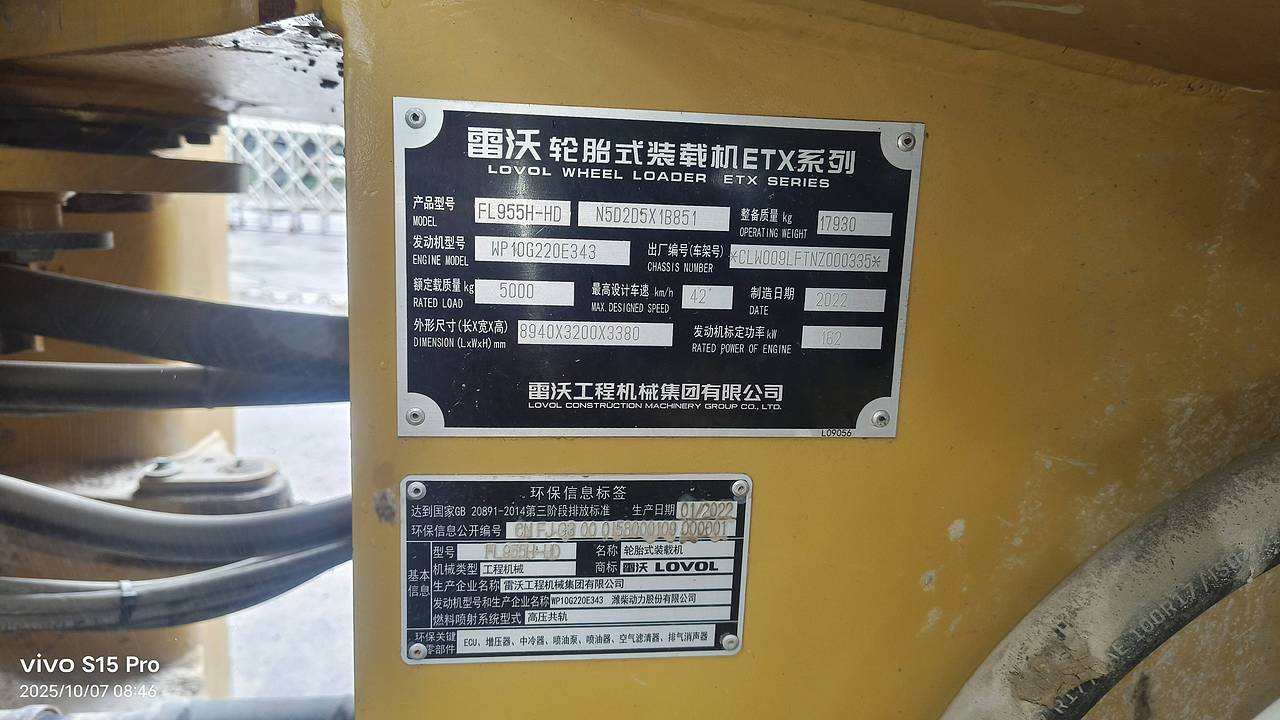 雷沃 轮胎式装载机ETX系列
LOVOL WHEEL LOADER ETX SERIES
产品型号 FL955H-HD N5D2D5X1B851 整备质量 kg 17930
MODEL OPERATING WEIGHT
发动机型号 WP10G220E343 出厂编号(车架号) *CLW009LFTNZ000335*
ENGINE MODEL CHASSIS NUMBER
额定载质量 kg 5000 最高设计车速 km/h 42 制造日期 2022
RATED LOAD MAX.DESIGNED SPEED DATE
外形尺寸(长X宽X高) 8940X3200X3380 发动机标定功率 kW 162
DIMENSION(LxWxH)mm RATED POWER OF ENGINE
雷沃工程机械集团有限公司
LOVOL CONSTRUCTION MACHINERY GROUP CO., LTD.
L09056
环保信息标签
达到国家GB 20891-2014第三阶段排放标准 生产日期 01/2022
环保信息公开编号 CN FJ G3 00 0158000109 000001
基本信息
型号 FL955H-HD 名称 轮胎式装载机
机械类型 工程机械 商标 雷沃 LOVOL
生产企业名称 雷沃工程机械集团有限公司
发动机型号和生产企业名称 WP10G220E343 潍柴动力股份有限公司
燃料喷射系统型式 高压共轨
环保关键零部件 ECU、增压器、中冷器、喷油泵、喷油器、空气滤清器、排气消声器
vivo S15 Pro
2025/10/07 08:46